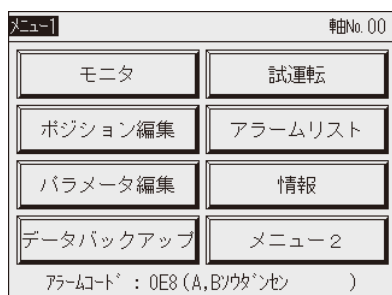 ﾒﾆｭｰ1 軸No.00
モニタ 試運転
ポジション編集 アラームリスト
パラメータ編集 情報
データバックアップ メニュー２
ｱﾗｰﾑｺｰﾄﾞ : 0E8 (A,Bｿｳﾀﾞﾝｾﾝ )